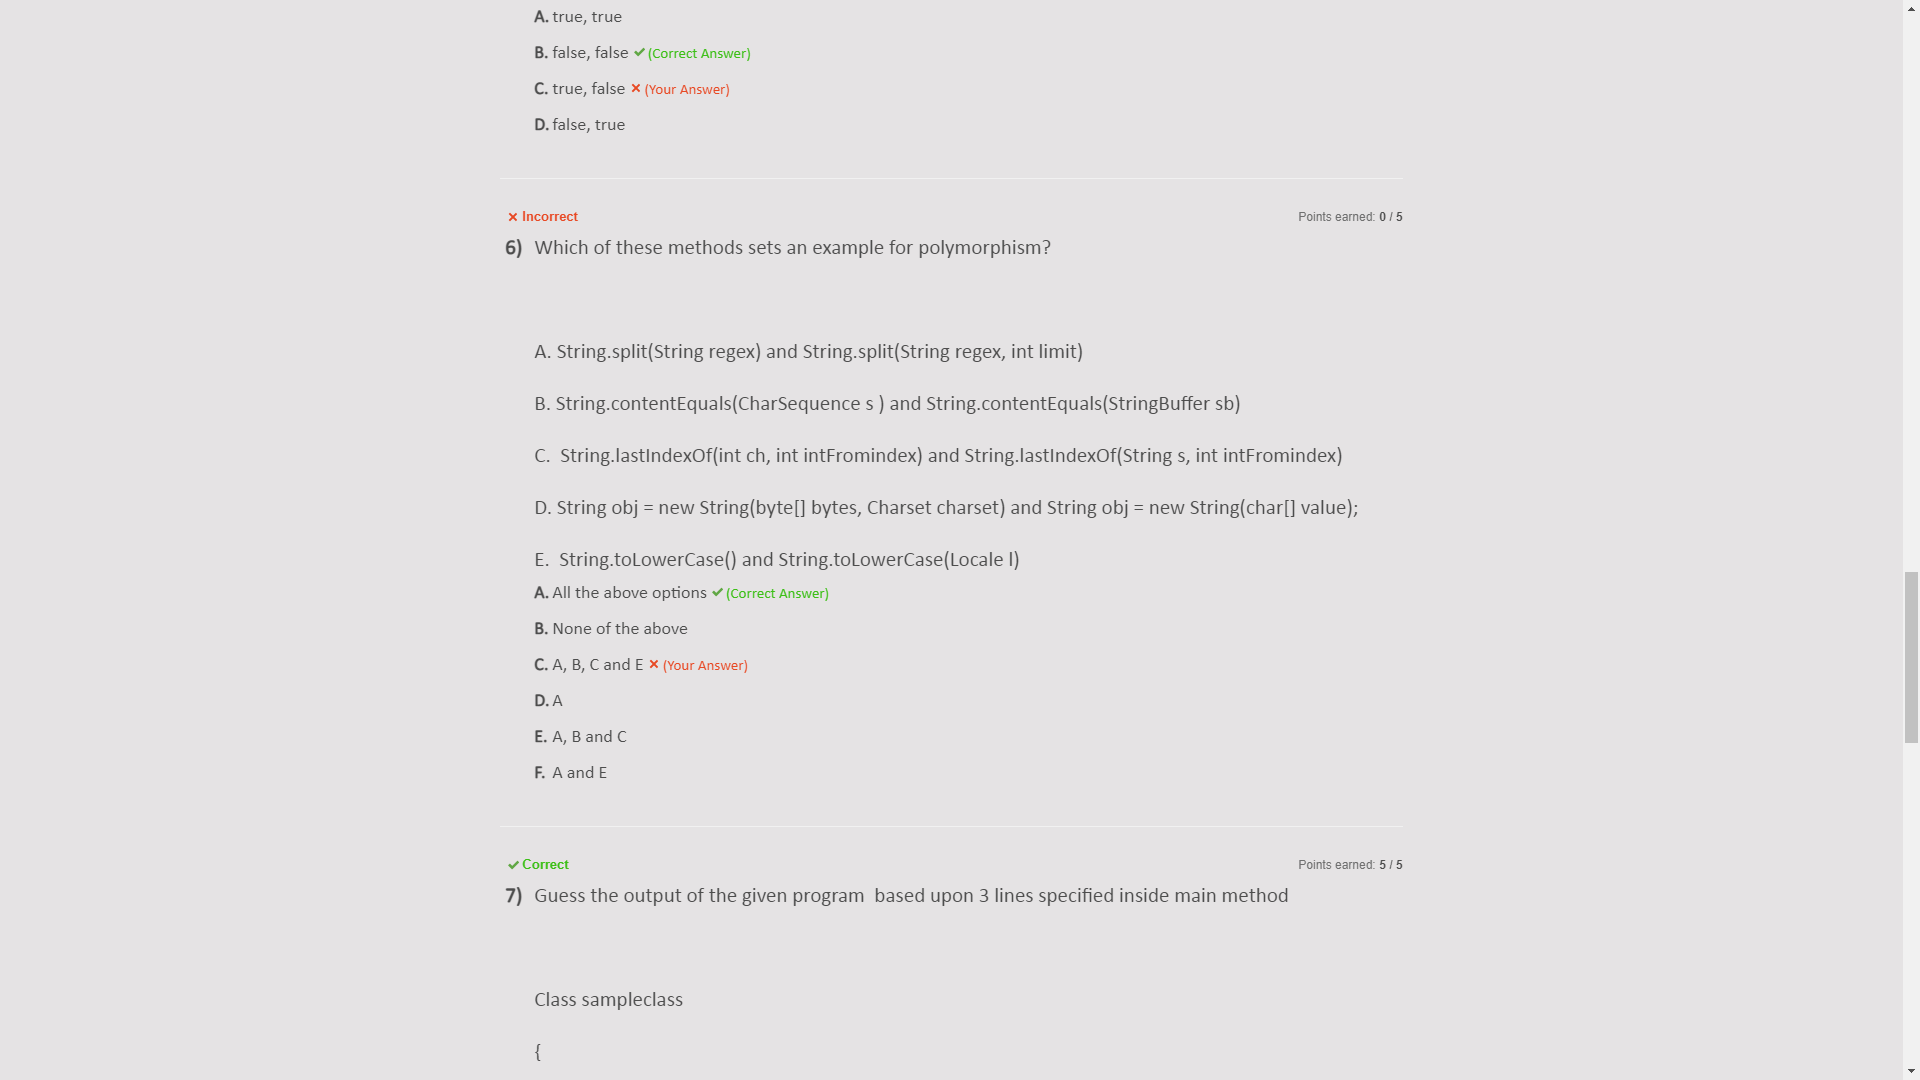 A. true, true
B. false, false ✔ (Correct Answer)
C. true, false ✕ (Your Answer)
D. false, true
✕ Incorrect
Points earned: 0 / 5
6) Which of these methods sets an example for polymorphism?
A. String.split(String regex) and String.split(String regex, int limit)
B. String.contentEquals(CharSequence s ) and String.contentEquals(StringBuffer sb)
C.  String.lastIndexOf(int ch, int intFromindex) and String.lastIndexOf(String s, int intFromindex)
D. String obj = new String(byte[] bytes, Charset charset) and String obj = new String(char[] value);
E.  String.toLowerCase() and String.toLowerCase(Locale l)
A. All the above options ✔ (Correct Answer)
B. None of the above
C. A, B, C and E ✕ (Your Answer)
D. A
E. A, B and C
F. A and E
✔ Correct
Points earned: 5 / 5
7) Guess the output of the given program  based upon 3 lines specified inside main method
Class sampleclass
{